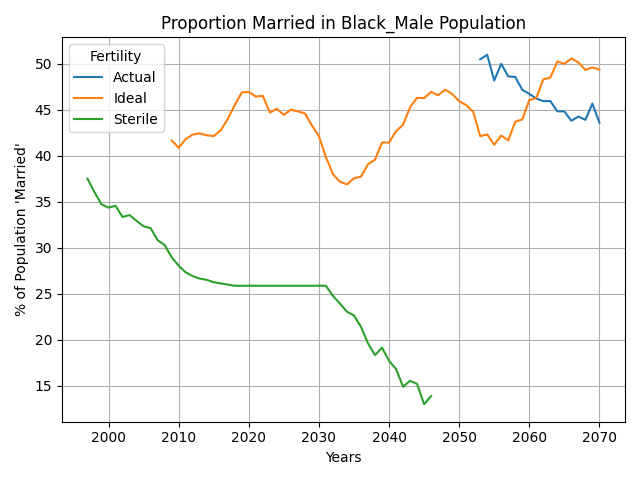 Proportion Married in Black_Male Population
Fertility
Actual
Ideal
Sterile
% of Population 'Married'
50
45
40
35
30
25
20
15
2000 2010 2020 2030 2040 2050 2060 2070
Years